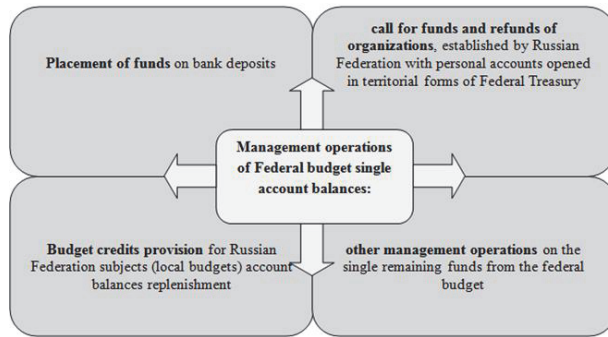 Placement of funds on bank deposits
call for funds and refunds of
organizations, established by Russian
Federation with personal accounts opened
in territorial forms of Federal Treasury
Management operations
of Federal budget single
account balances:
Budget credits provision for Russian
Federation subjects (local budgets) account
balances replenishment
other management operations on the
single remaining funds from the federal
budget